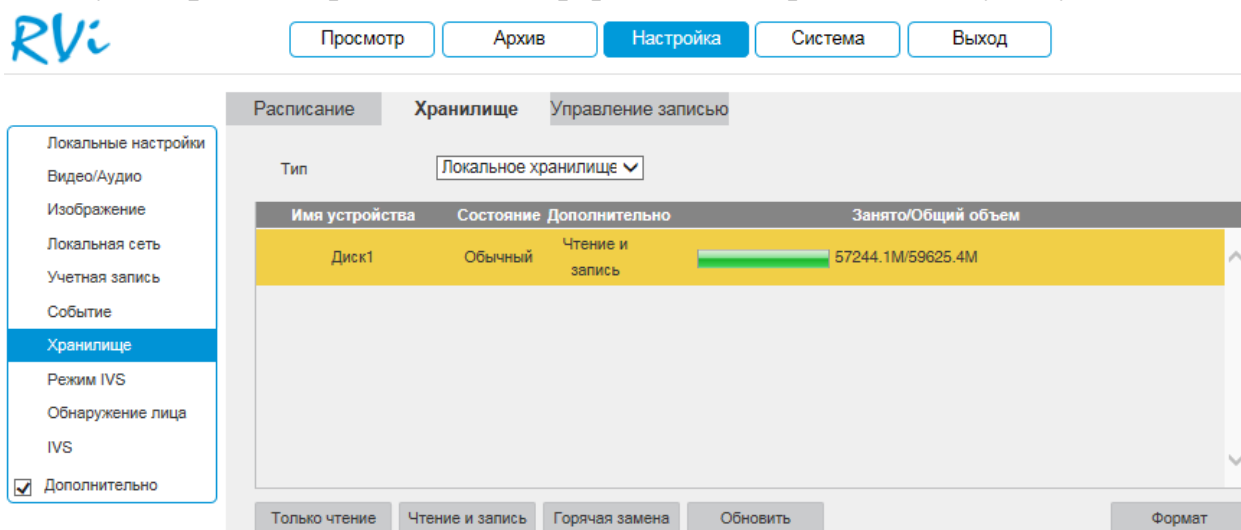 RVi
Просмотр Архив Настройка Система Выход
Расписание Хранилище Управление записью
Локальные настройки
Видео/Аудио
Изображение
Локальная сеть
Учетная запись
Событие
Хранилище
Режим IVS
Обнаружение лица
IVS
Дополнительно
Тип Локальное хранилище
Имя устройства Состояние Дополнительно Занято/Общий объем
Диск1 Обычный Чтение и запись 57244.1M/59625.4M
Только чтение Чтение и запись Горячая замена Обновить Формат